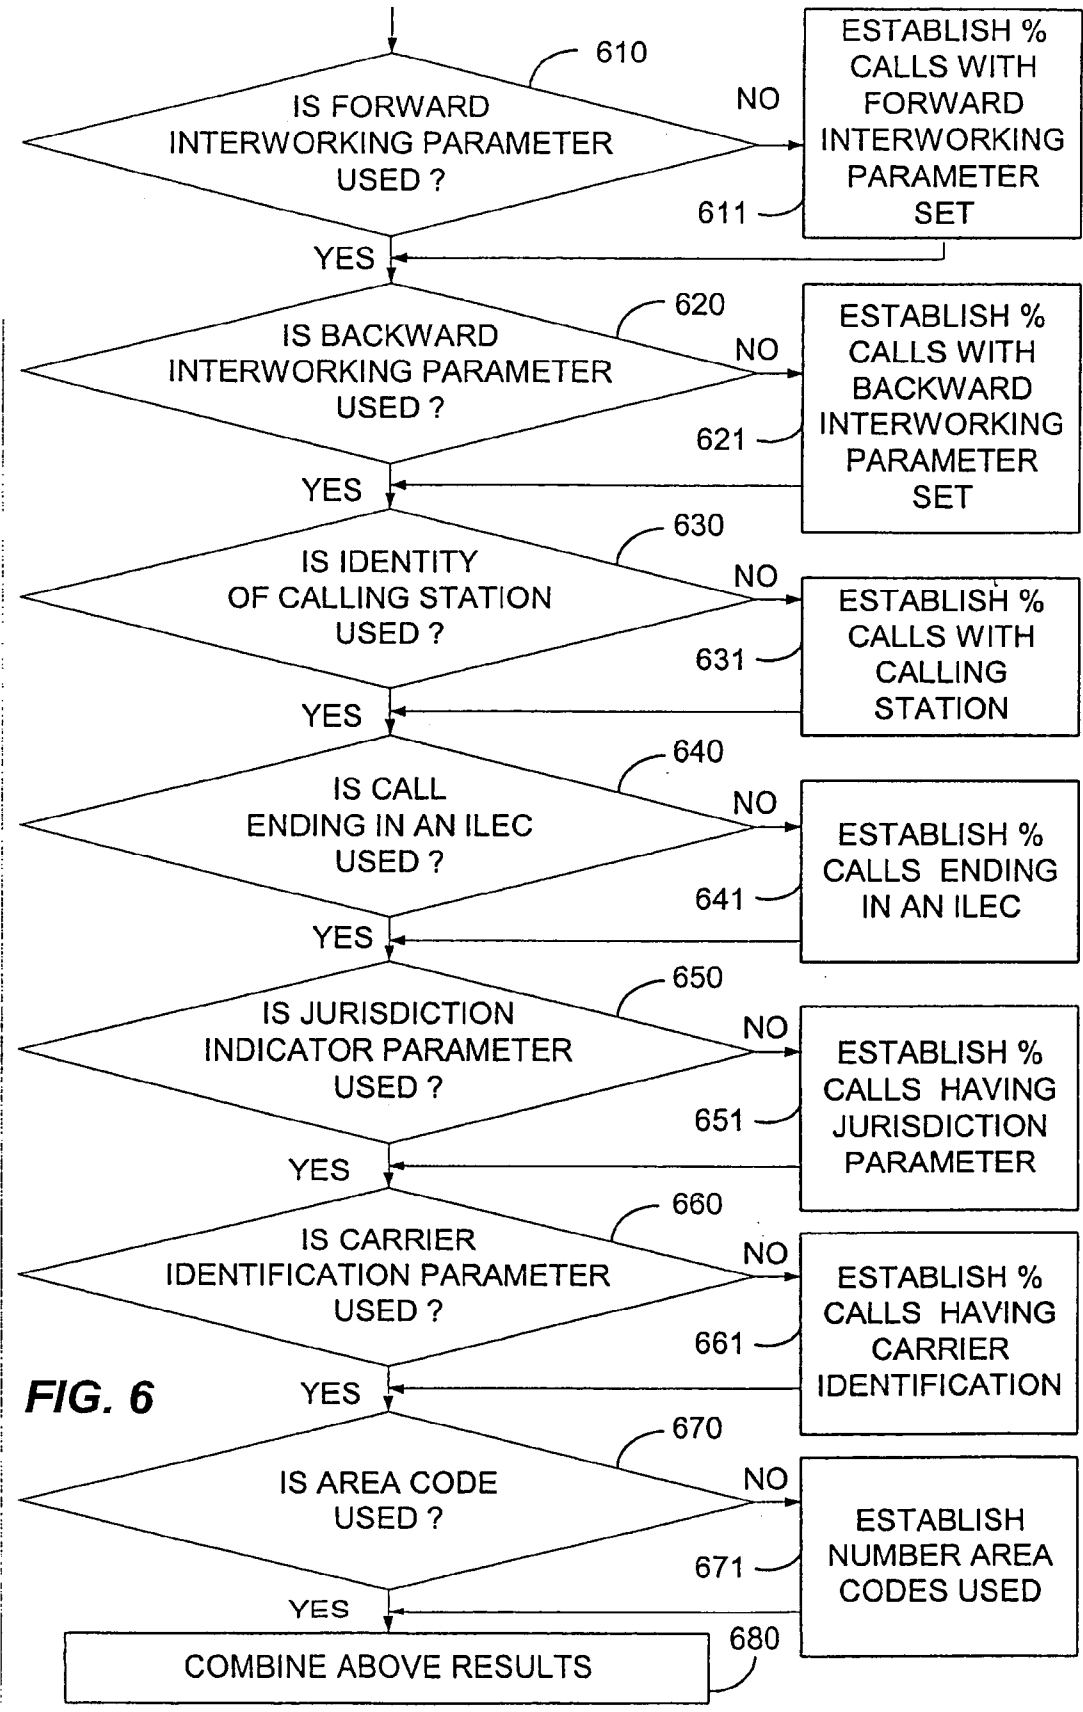 610
IS FORWARD
INTERWORKING PARAMETER
USED ?
NO
ESTABLISH %
CALLS WITH
FORWARD
INTERWORKING
PARAMETER
SET
611
YES
620
IS BACKWARD
INTERWORKING PARAMETER
USED ?
NO
ESTABLISH %
CALLS WITH
BACKWARD
INTERWORKING
PARAMETER
SET
621
YES
630
IS IDENTITY
OF CALLING STATION
USED ?
NO
ESTABLISH %
CALLS WITH
CALLING
STATION
631
YES
640
IS CALL
ENDING IN AN ILEC
USED ?
NO
ESTABLISH %
CALLS ENDING
IN AN ILEC
641
YES
650
IS JURISDICTION
INDICATOR PARAMETER
USED ?
NO
ESTABLISH %
CALLS HAVING
JURISDICTION
PARAMETER
651
YES
660
IS CARRIER
IDENTIFICATION PARAMETER
USED ?
NO
ESTABLISH %
CALLS HAVING
CARRIER
IDENTIFICATION
661
YES
FIG. 6
670
IS AREA CODE
USED ?
NO
ESTABLISH
NUMBER AREA
CODES USED
671
YES
680
COMBINE ABOVE RESULTS